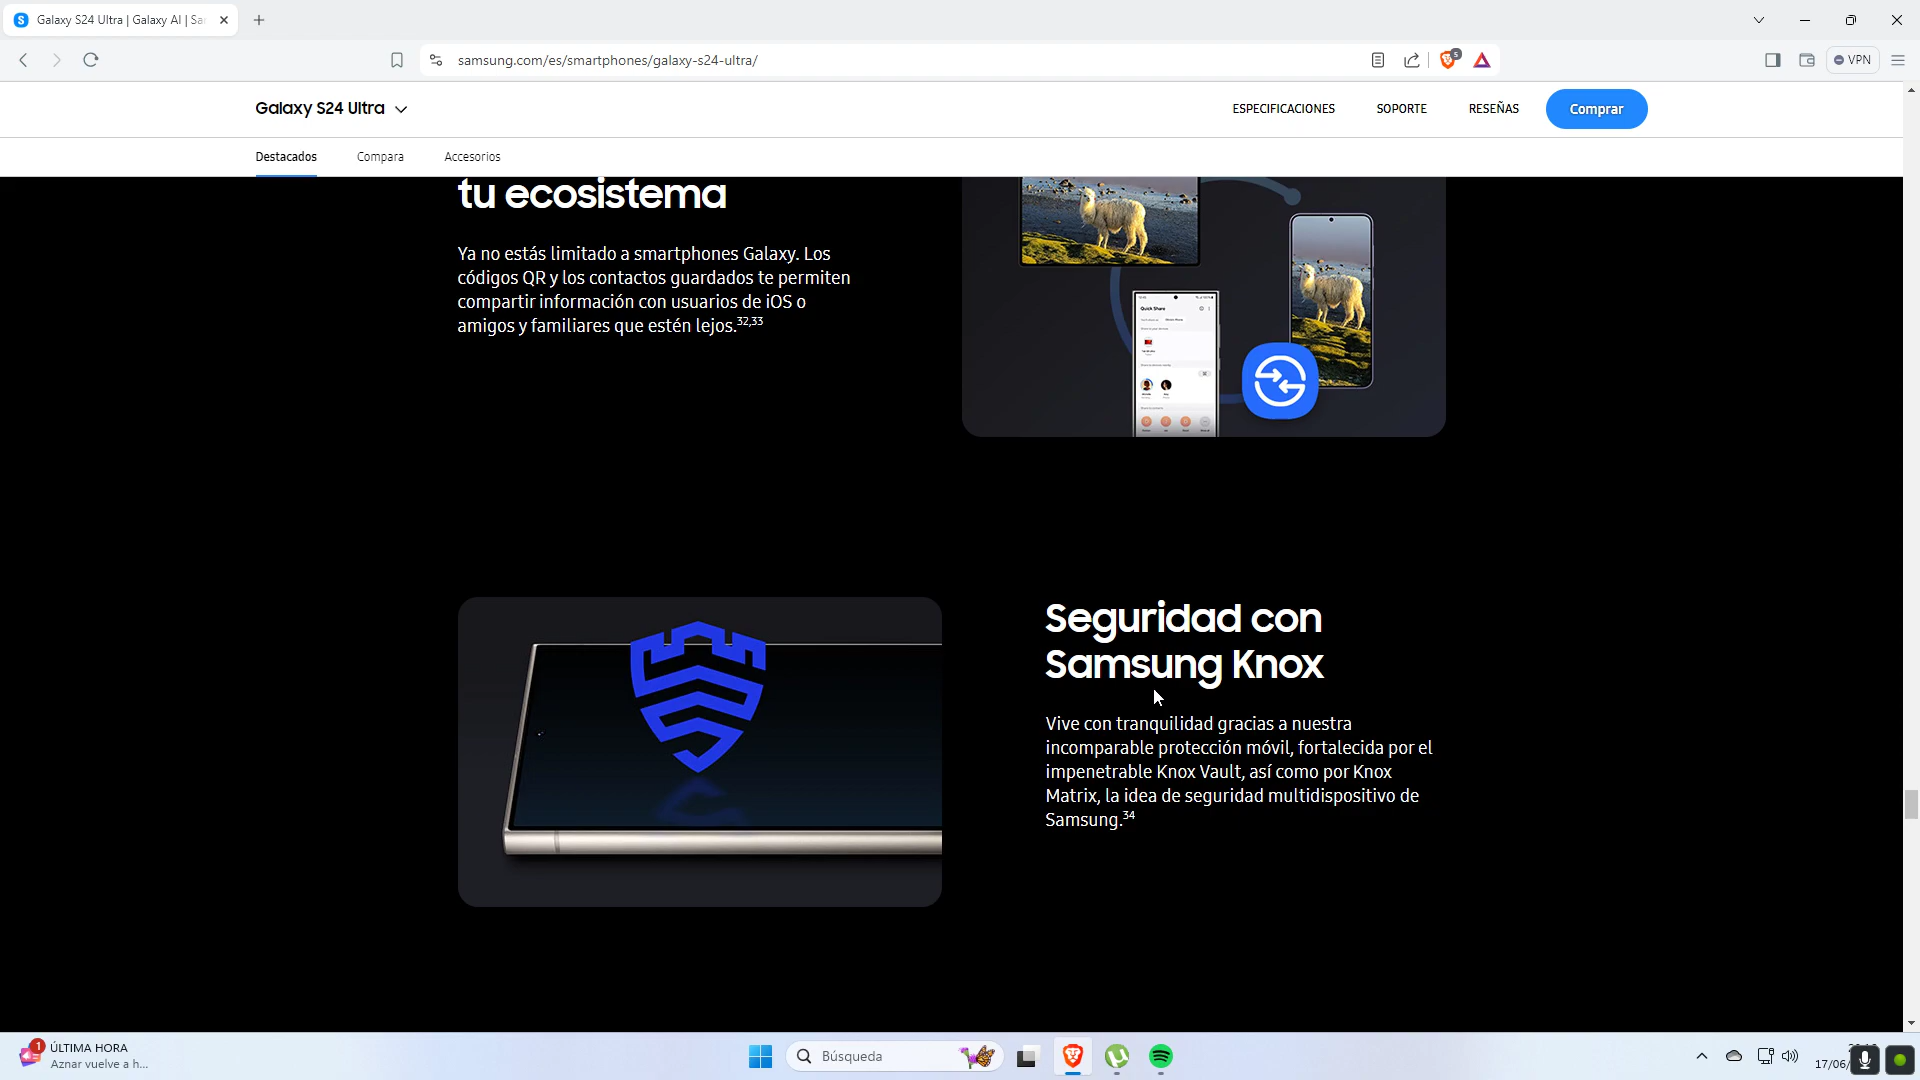 Galaxy S24 Ultra | Galaxy AI | Sa
samsung.com/es/smartphones/galaxy-s24-ultra/
5
VPN
Galaxy S24 Ultra
ESPECIFICACIONES
SOPORTE
RESEÑAS
Comprar
Destacados
Compara
Accesorios
tu ecosistema
Ya no estás limitado a smartphones Galaxy. Los
códigos QR y los contactos guardados te permiten
compartir información con usuarios de iOS o
amigos y familiares que estén lejos.32,33
Quick Share
Seguridad con
Samsung Knox
Vive con tranquilidad gracias a nuestra
incomparable protección móvil, fortalecida por el
impenetrable Knox Vault, así como por Knox
Matrix, la idea de seguridad multidispositivo de
Samsung.34
1
ÚLTIMA HORA
Aznar vuelve a h...
Búsqueda
17/06/